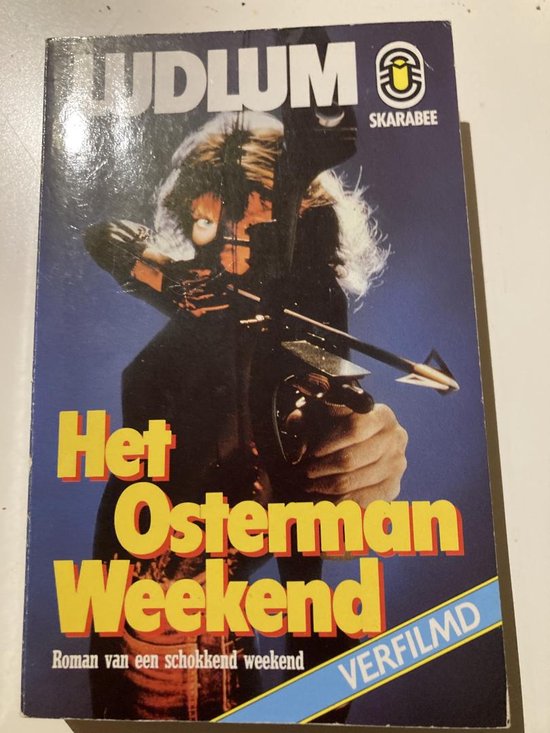 LUDLUM
SKARABEE
Het
Osterman
Weekend
Roman van een schokkend weekend
VERFILMD